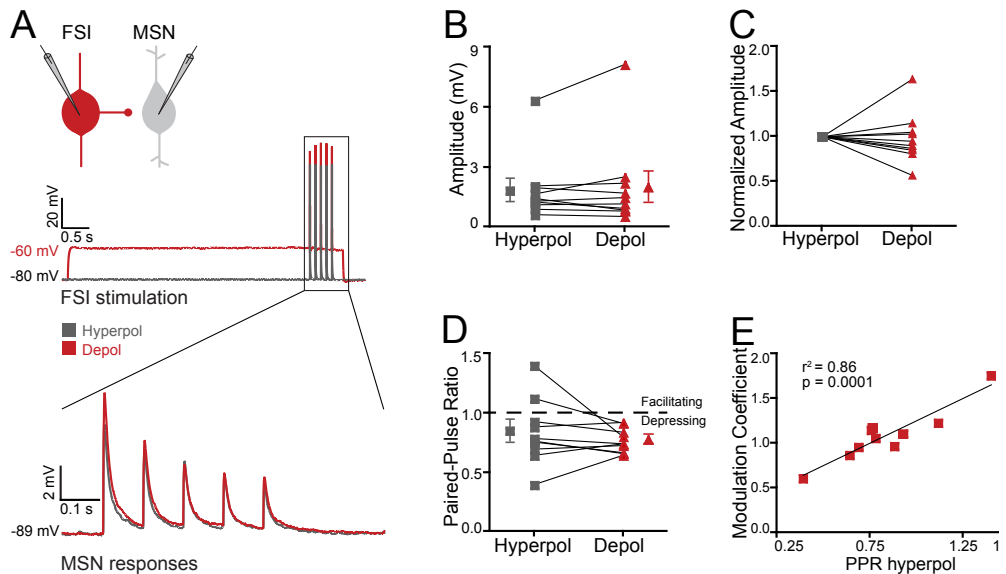 A
FSI
MSN
20 mV
0.5 s
-60 mV
-80 mV
FSI stimulation
Hyperpol
Depol
2 mV
0.1 s
-89 mV
MSN responses
B
Amplitude (mV)
9
6
3
0
Hyperpol
Depol
C
Normalized Amplitude
2.0
1.5
1.0
0.5
0.0
Hyperpol
Depol
D
Paired-Pulse Ratio
1.5
1.0
0.5
0.0
Facilitating
Depressing
Hyperpol
Depol
E
Modulation Coefficient
2.0
1.5
1.0
0.5
0.0
r² = 0.86
p = 0.0001
0.25
0.75
1.25
1
PPR hyperpol